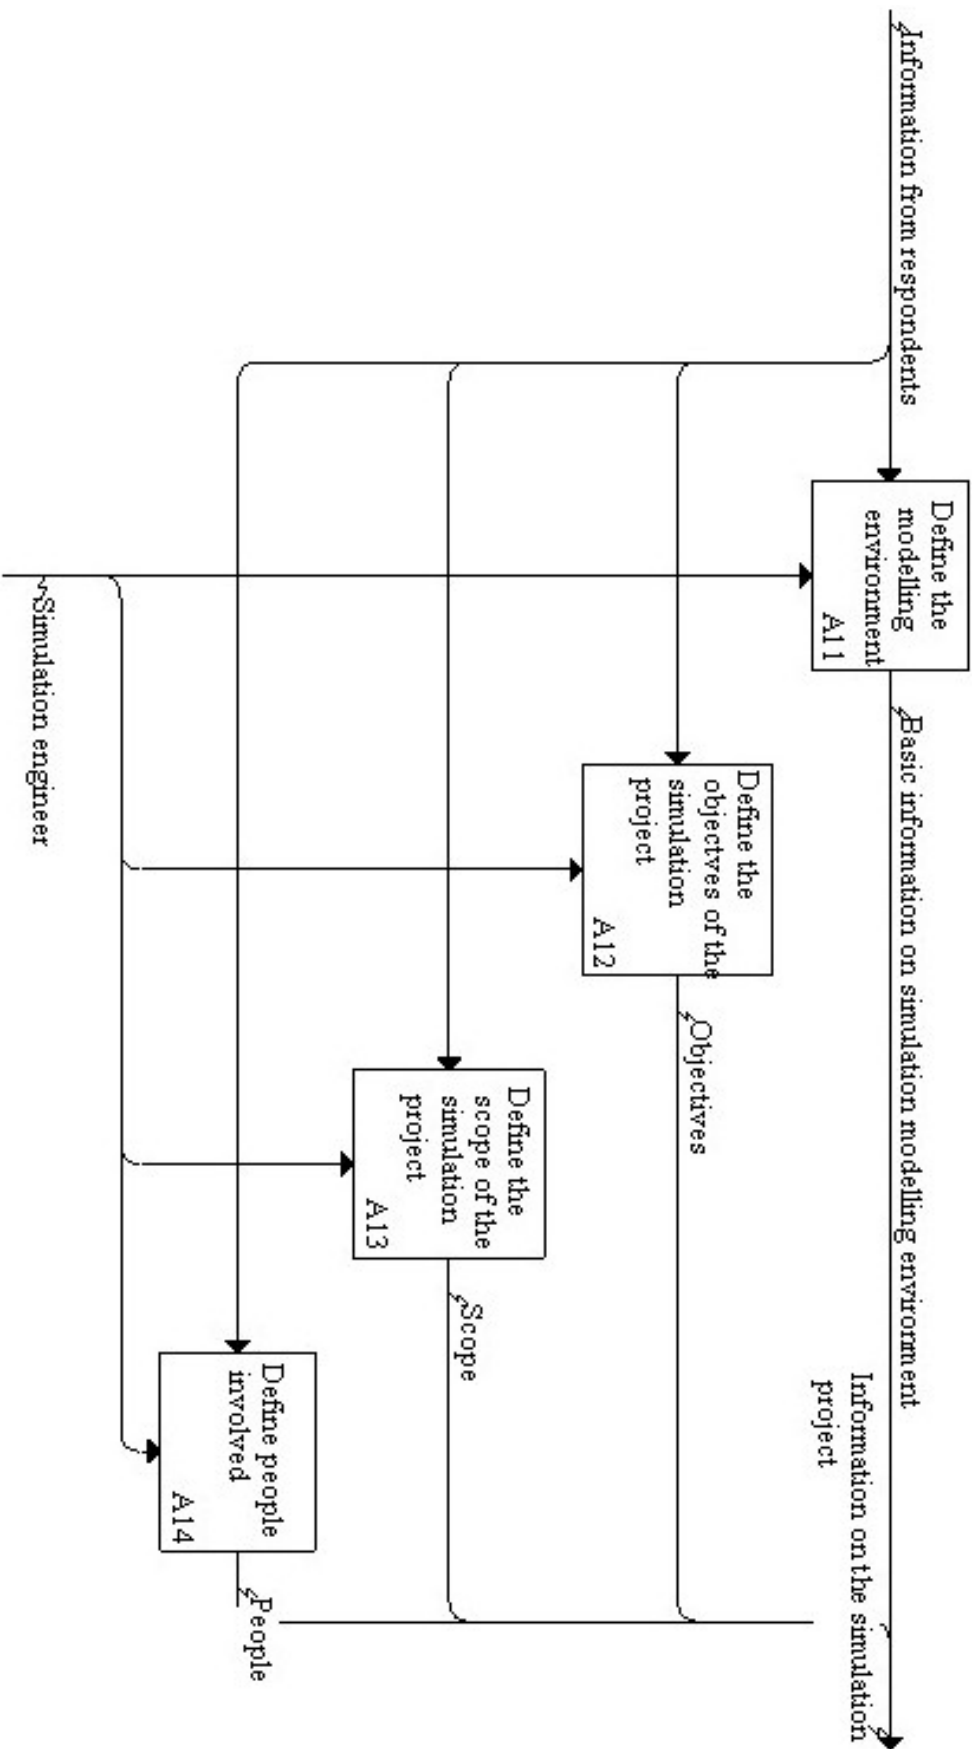 Information from respondents
Define the
modelling
environment
A11
Basic information on simulation modelling environment
Information on the simulation
project
Define the
objectves of the
simulation
project
A12
Objectives
Define the
scope of the
simulation
project
A13
Scope
Define people
involved
A14
People
Simulation engineer